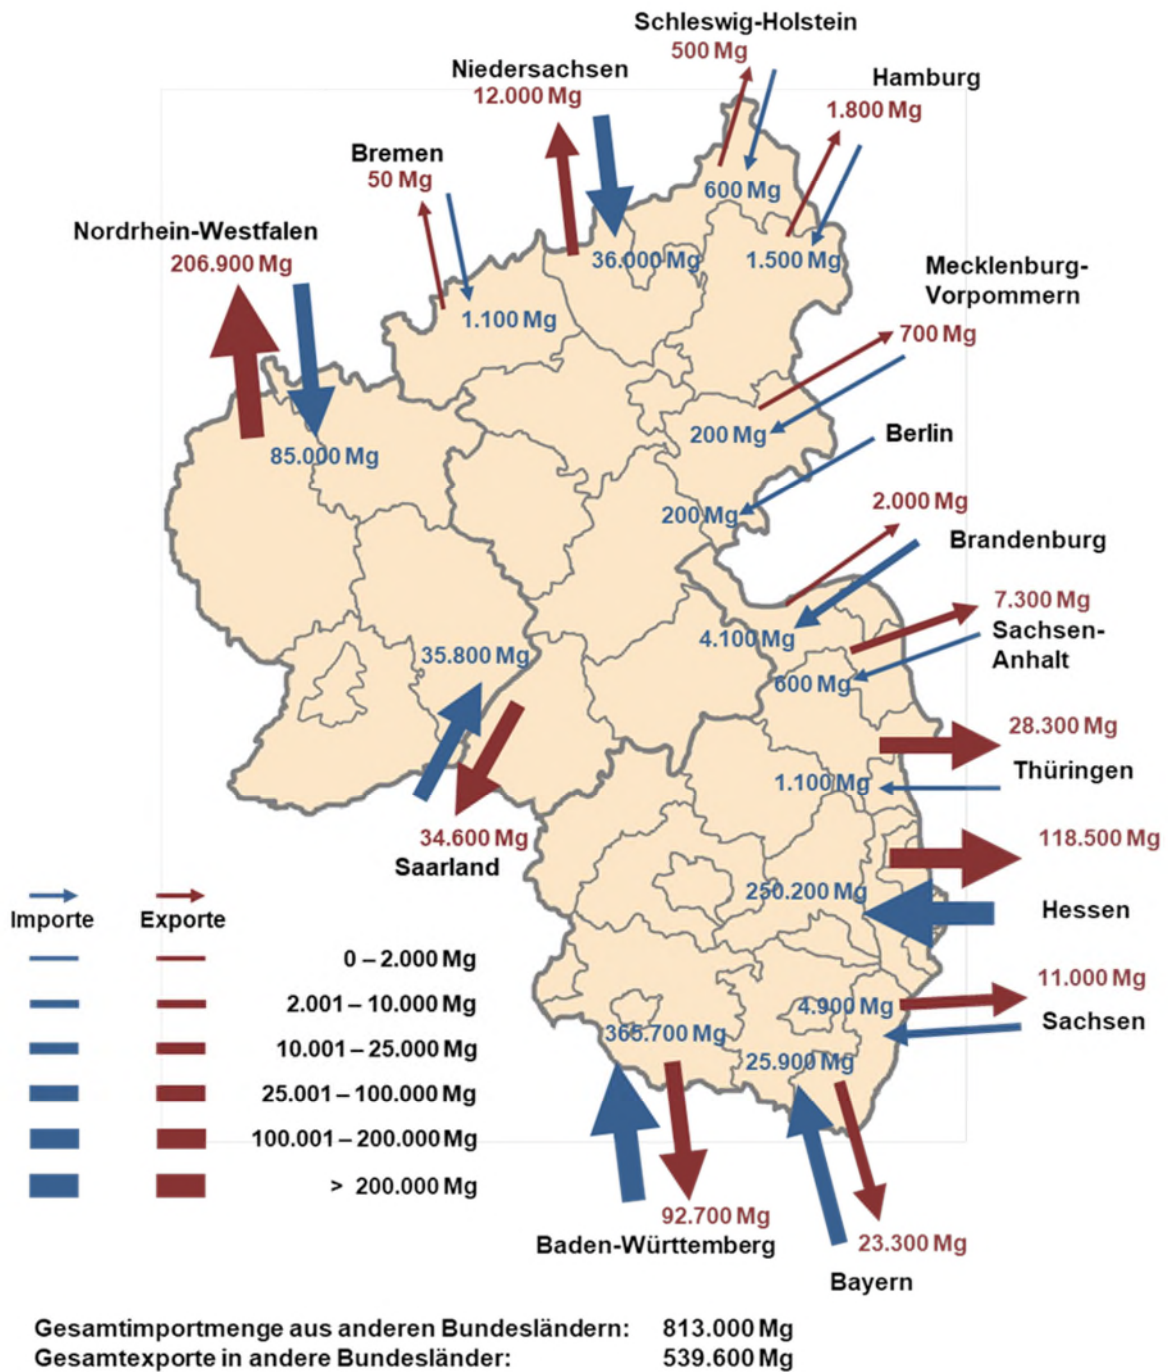 Schleswig-Holstein
500 Mg
Niedersachsen
12.000 Mg
Hamburg
1.800 Mg
Bremen
50 Mg
600 Mg
Nordrhein-Westfalen
206.900 Mg
36.000 Mg
1.500 Mg
Mecklenburg-
Vorpommern
1.100 Mg
700 Mg
85.000 Mg
200 Mg
Berlin
200 Mg
2.000 Mg
Brandenburg
4.100 Mg
7.300 Mg
Sachsen-
Anhalt
35.800 Mg
600 Mg
28.300 Mg
Thüringen
1.100 Mg
34.600 Mg
Saarland
118.500 Mg
250.200 Mg
Hessen
11.000 Mg
4.900 Mg
Sachsen
365.700 Mg
25.900 Mg
92.700 Mg
Baden-Württemberg
23.300 Mg
Bayern
Importe Exporte
0 – 2.000 Mg
2.001 – 10.000 Mg
10.001 – 25.000 Mg
25.001 – 100.000 Mg
100.001 – 200.000 Mg
> 200.000 Mg
Gesamtimportmenge aus anderen Bundesländern: 813.000 Mg
Gesamtexporte in andere Bundesländer: 539.600 Mg